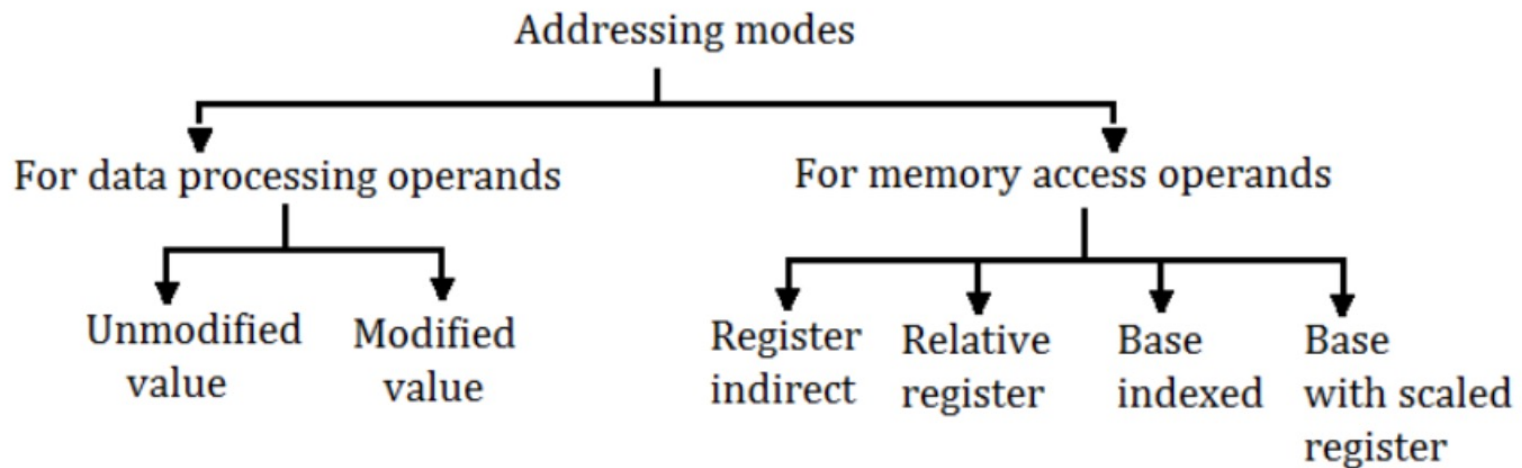 Addressing modes
For data processing operands
For memory access operands
Unmodified
value
Modified
value
Register
indirect
Relative
register
Base
indexed
Base
with scaled
register